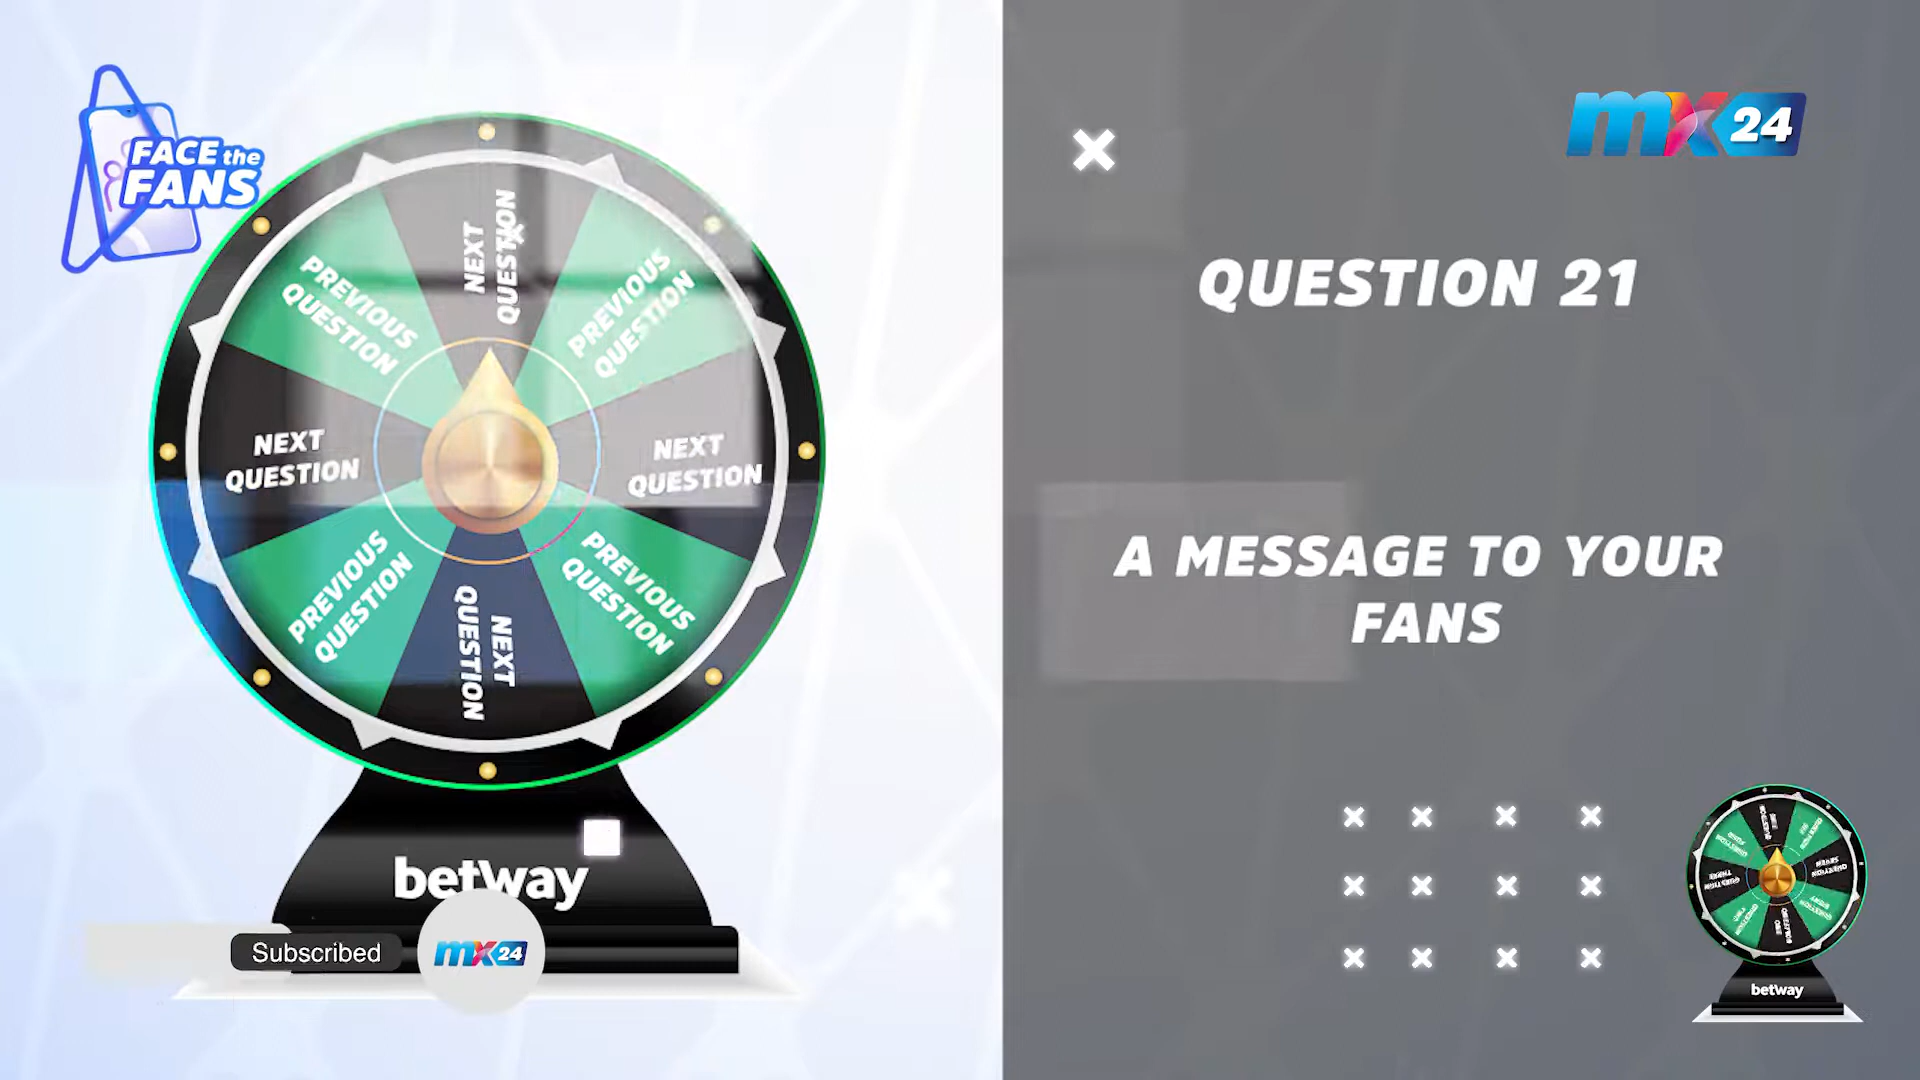 FACE the
FANS
NEXT
QUESTION
PREVIOUS
QUESTION
PREVIOUS
QUESTION
NEXT
QUESTION
NEXT
QUESTION
PREVIOUS
QUESTION
PREVIOUS
QUESTION
NEXT
QUESTION
betway
Subscribed
mx24
mx24
QUESTION 21
A MESSAGE TO YOUR
FANS
betway